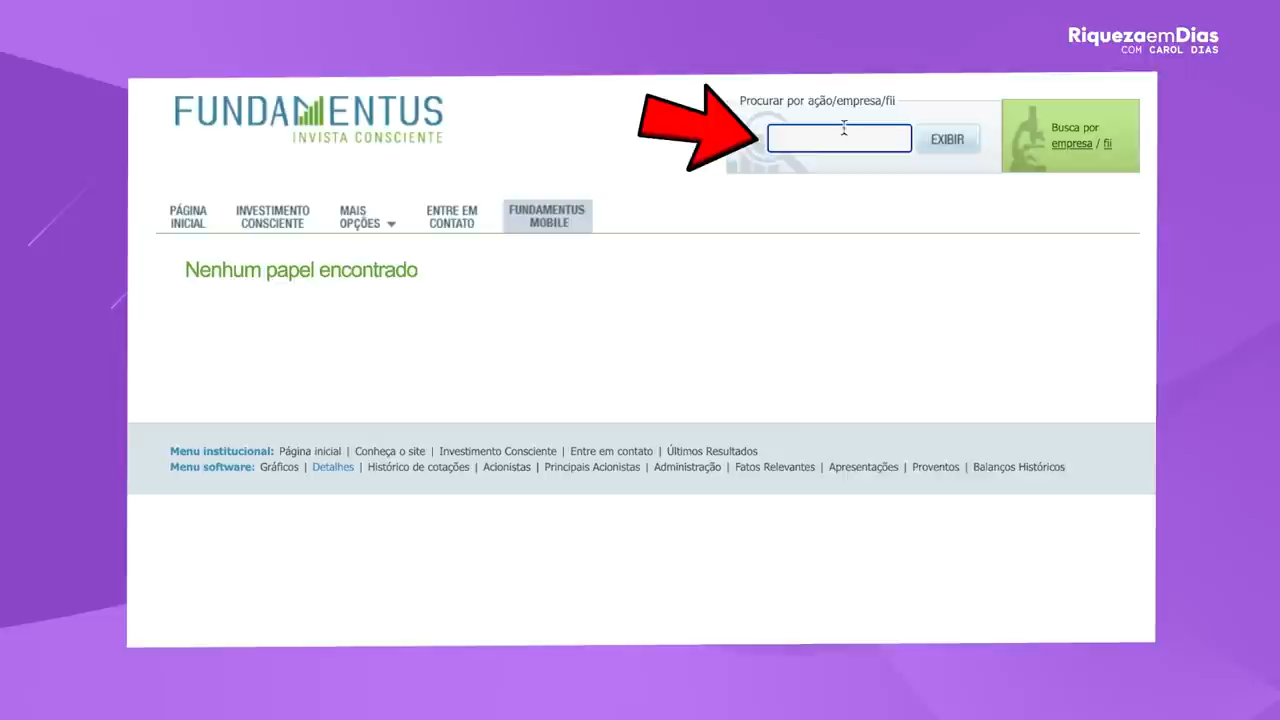 RiquezaemDias
COM CAROL DIAS
FUNDAMENTUS
INVISTA CONSCIENTE
Procurar por ação/empresa/fii
EXIBIR
Busca por
empresa / fii
PÁGINA
INICIAL
INVESTIMENTO
CONSCIENTE
MAIS
OPÇÕES
ENTRE EM
CONTATO
FUNDAMENTUS
MOBILE
Nenhum papel encontrado
Menu institucional: Página inicial | Conheça o site | Investimento Consciente | Entre em contato | Últimos Resultados
Menu software: Gráficos | Detalhes | Histórico de cotações | Acionistas | Principais Acionistas | Administração | Fatos Relevantes | Apresentações | Proventos | Balanços Históricos